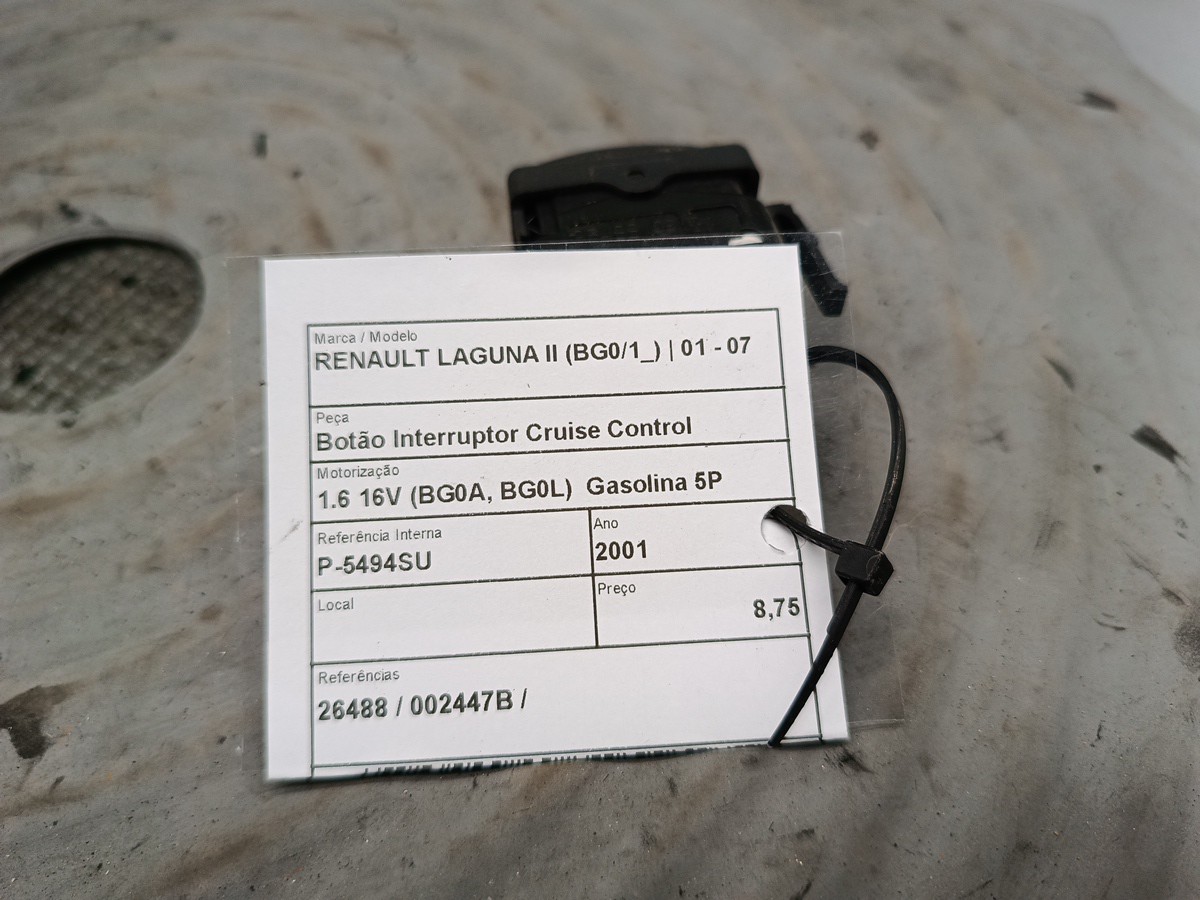 Marca / Modelo
RENAULT LAGUNA II (BG0/1_) | 01 - 07
Peça
Botão Interruptor Cruise Control
Motorização
1.6 16V (BG0A, BG0L) Gasolina 5P
Referência Interna
P-5494SU
Ano
2001
Local
Preço
8,75
Referências
26488 / 002447B /